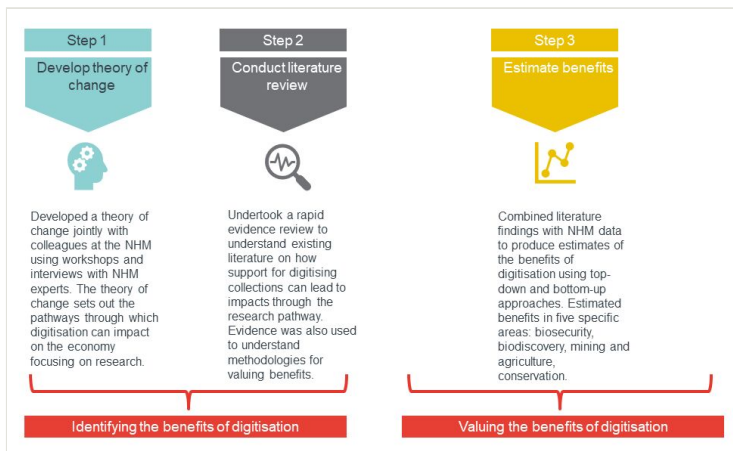 Step 1
Develop theory of
change
Developed a theory of
change jointly with
colleagues at the NHM
using workshops and
interviews with NHM
experts. The theory of
change sets out the
pathways through which
digitisation can impact
on the economy
focusing on research.
Step 2
Conduct literature
review
Undertook a rapid
evidence review to
understand existing
literature on how
support for digitising
collections can lead to
impacts through the
research pathway.
Evidence was also used
to understand
methodologies for
valuing benefits.
Step 3
Estimate benefits
Combined literature
findings with NHM data
to produce estimates of
the benefits of
digitisation using top-
down and bottom-up
approaches. Estimated
benefits in five specific
areas: biosecurity,
biodiscovery, mining and
agriculture,
conservation.
Identifying the benefits of digitisation
Valuing the benefits of digitisation